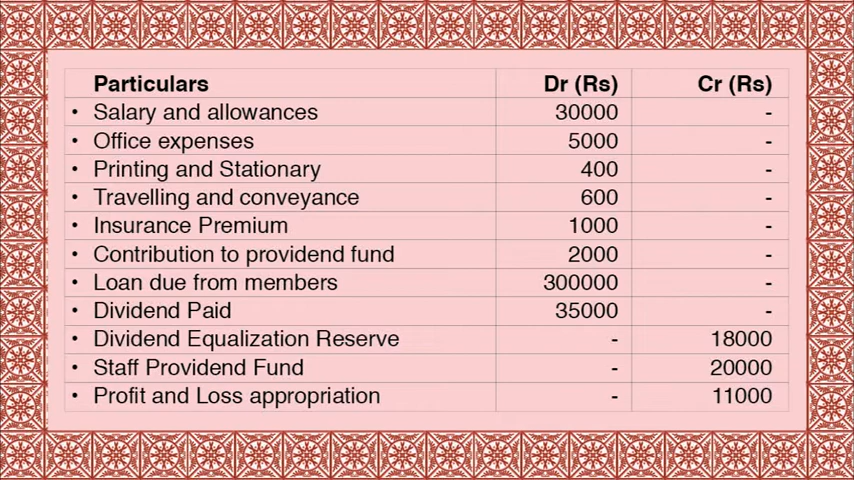 Particulars Dr (Rs) Cr (Rs)
• Salary and allowances 30000 -
• Office expenses 5000 -
• Printing and Stationary 400 -
• Travelling and conveyance 600 -
• Insurance Premium 1000 -
• Contribution to providend fund 2000 -
• Loan due from members 300000 -
• Dividend Paid 35000 -
• Dividend Equalization Reserve - 18000
• Staff Providend Fund - 20000
• Profit and Loss appropriation - 11000